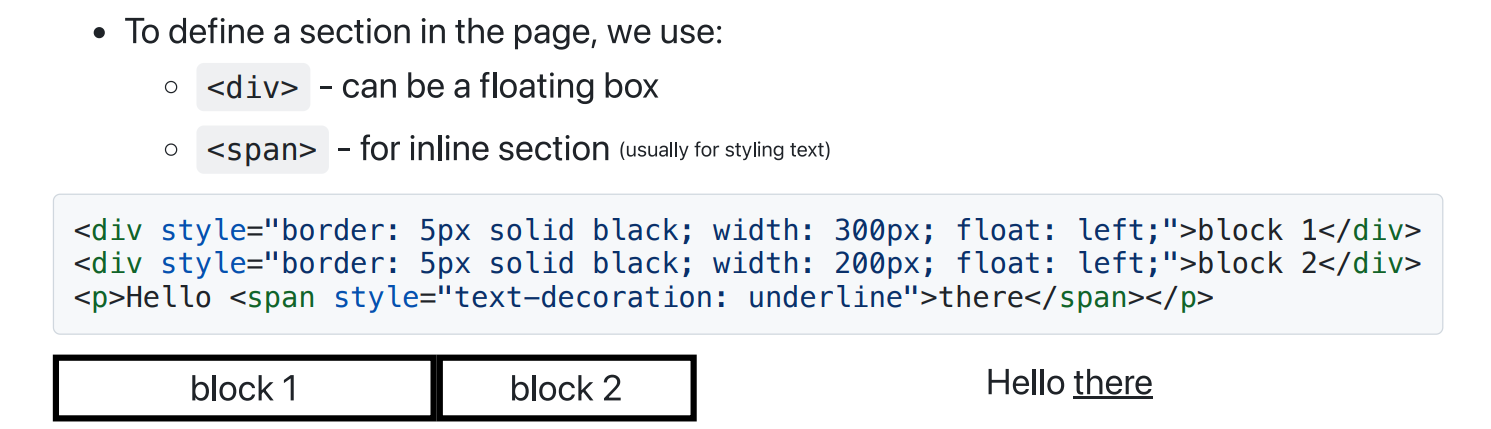 • To define a section in the page, we use:
○ <div> - can be a floating box
○ <span> - for inline section (usually for styling text)
<div style="border: 5px solid black; width: 300px; float: left;">block 1</div>
<div style="border: 5px solid black; width: 200px; float: left;">block 2</div>
<p>Hello <span style="text-decoration: underline">there</span></p>
block 1 block 2 Hello there